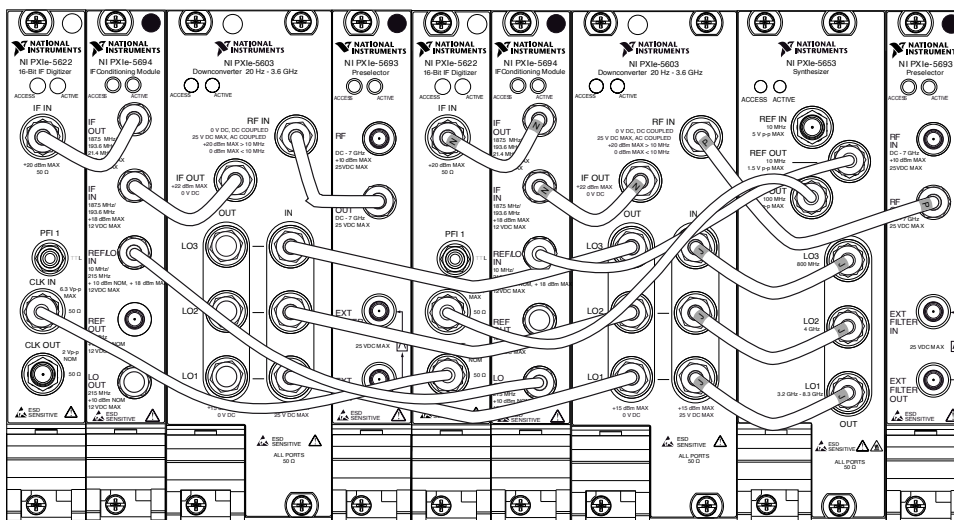 NATIONAL INSTRUMENTS
NI PXIe-5622
16-Bit IF Digitizer
ACCESS ACTIVE
IF IN
+20 dBm MAX
50 Ω
PFI 1
CLK IN
6.3 Vp-p
MAX
50 Ω
CLK OUT
2 Vp-p
NOM
50 Ω
ESD
SENSITIVE
NATIONAL INSTRUMENTS
NI PXIe-5694
IF Conditioning Module
ACCESS ACTIVE
IF
OUT
187.5 MHz/
193.6 MHz
21.4 M
IF
IN
187.5 MHz/
193.6 MHz
+18 dBm MAX
12 VDC MAX
REF/LO
IN
10 MHz/
215 MHz
+ 10 dBm NOM, + 18 dBm MAX
12VDC MAX
REF
OUT
12VDC MAX
LO
OUT
215 MHz
+10 dBm NOM
12 VDC MAX
ESD
SENSITIVE
NATIONAL INSTRUMENTS
NI PXIe-5603
Downconverter 20 Hz - 3.6 GHz
ACCESS ACTIVE
RF IN
0 V DC, DC COUPLED
25 V DC MAX, AC COUPLED
+20 dBm MAX > 10 MHz
0 dBm MAX < 10 MHz
IF OUT
+22 dBm MAX
0 V DC
OUT IN
LO3
LO2
LO1
0 V DC
25 V DC MAX
ESD
SENSITIVE
ALL PORTS
50 Ω
NATIONAL INSTRUMENTS
NI PXIe-5693
Preselector
ACCESS ACTIVE
RF
DC - 7 GHz
+10 dBm MAX
25VDC MAX
OUT
DC - 7 GHz
25 VDC MAX
EXT
25 VDC MAX
EXT
NATIONAL INSTRUMENTS
NI PXIe-5622
16-Bit IF Digitizer
ACCESS ACTIVE
IF IN
+20 dBm MAX
50 Ω
PFI 1
50 Ω
50 Ω
ESD
SENSITIVE
NATIONAL INSTRUMENTS
NI PXIe-5694
IF Conditioning Module
ACCESS ACTIVE
IF
OUT
187.5 MHz
193.6 MHz
21.4 M
IF
IN
187.5 MHz/
193.6 MHz
+18 dBm MAX
12 VDC MAX
REF/LO
IN
10 MHz/
215 MHz
REF
OUT
LO
+10 dBm NOM
ESD
SENSITIVE
NATIONAL INSTRUMENTS
NI PXIe-5603
Downconverter 20 Hz - 3.6 GHz
ACCESS ACTIVE
RF IN
0 V DC, DC COUPLED
25 V DC MAX, AC COUPLED
+20 dBm MAX > 10 MHz
0 dBm MAX < 10 MHz
IF OUT
+22 dBm MAX
0 V DC
OUT IN
LO3
LO2
LO1
+15 dBm MAX
0 V DC
+15 dBm MAX
25 V DC MAX
ESD
SENSITIVE
ALL PORTS
50 Ω
NATIONAL INSTRUMENTS
NI PXIe-5653
Synthesizer
ACCESS ACTIVE
REF IN
10 MHz
5 V p-p MAX
REF OUT
10 MHz
1.5 V p-p MAX
OUT
100 MHz
LO3
800 MHz
LO2
4 GHz
LO1
3.2 GHz - 8.3 GHz
OUT
ESD
SENSITIVE
ALL PORTS
50 Ω
NATIONAL INSTRUMENTS
NI PXIe-5693
Preselector
ACCESS ACTIVE
RF
IN
DC - 7 GHz
+10 dBm MAX
25VDC MAX
RF
25 VDC MAX
EXT
FILTER
IN
25 VDC MAX
EXT
FILTER
OUT
ESD
SENSITIVE